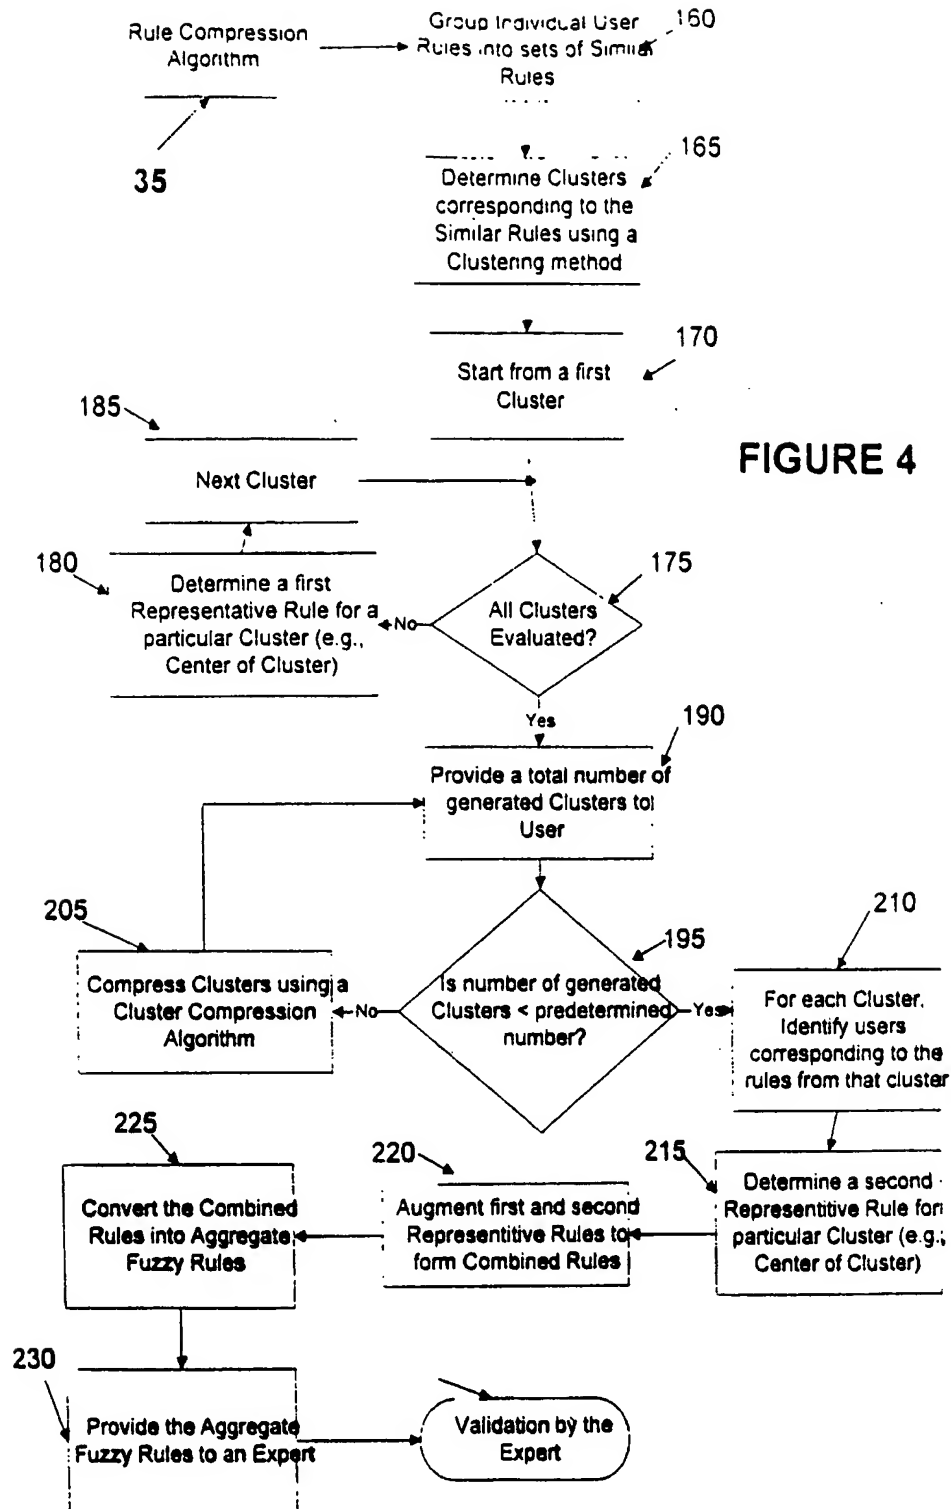 Rule Compression
Algorithm
35
Group Individual User
Rules into sets of Similar
Rules
160
165
Determine Clusters
corresponding to the
Similar Rules using a
Clustering method
170
Start from a first
Cluster
185
Next Cluster
FIGURE 4
180
Determine a first
Representative Rule for a
particular Cluster (e.g.,
Center of Cluster)
No
175
All Clusters
Evaluated?
Yes
190
Provide a total number of
generated Clusters to
User
205
Compress Clusters using a
Cluster Compression
Algorithm
No
195
Is number of generated
Clusters < predetermined
number?
Yes
210
For each Cluster,
Identify users
corresponding to the
rules from that cluster
225
Convert the Combined
Rules into Aggregate
Fuzzy Rules
220
Augment first and second
Representitive Rules to
form Combined Rules
215
Determine a second
Representitive Rule for
particular Cluster (e.g.,
Center of Cluster)
230
Provide the Aggregate
Fuzzy Rules to an Expert
Validation by the
Expert